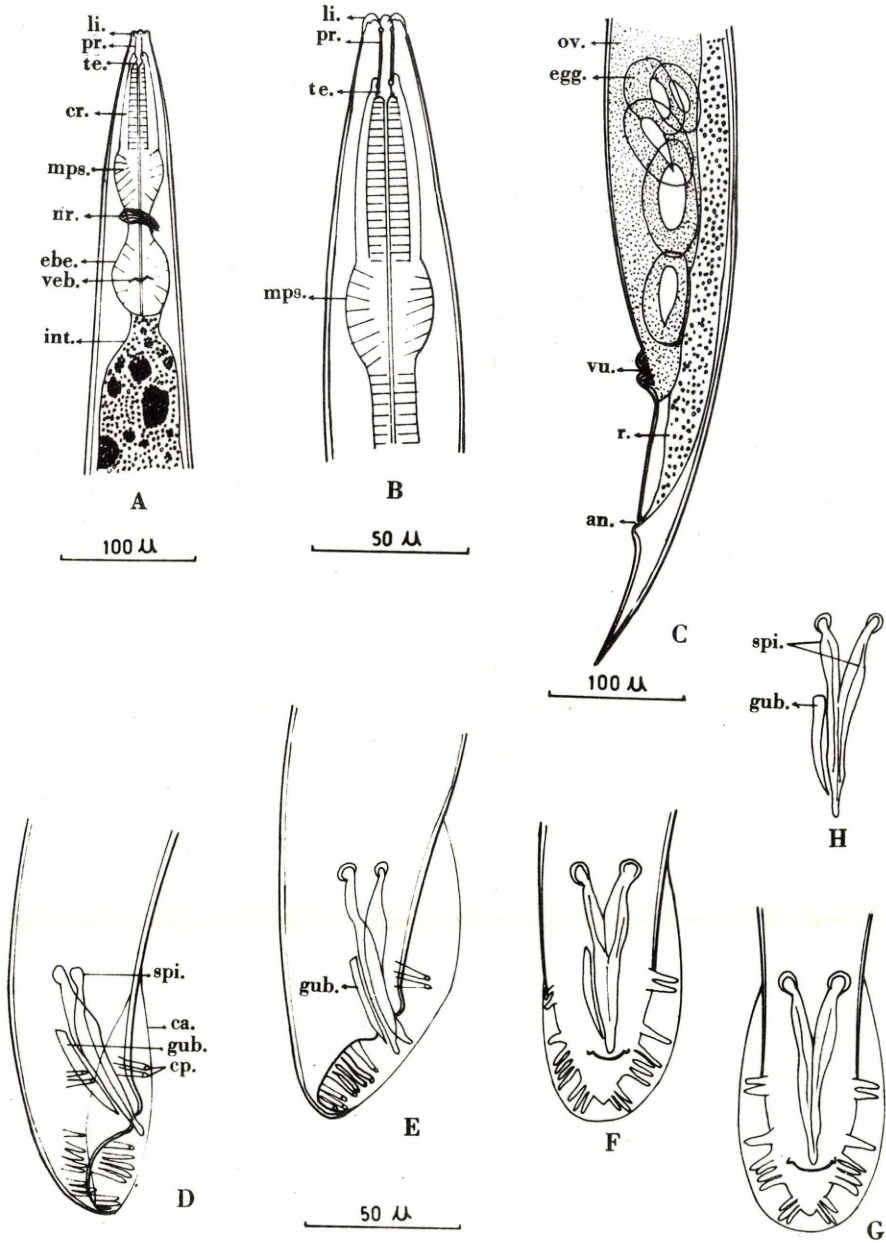 li.
pr.
te.
cr.
mps.
nr.
ebe.
veb.
int.
A
100 µ
li.
pr.
te.
mps.
B
50 µ
ov.
egg.
vu.
r.
an.
C
100 µ
spi.
gub.
H
spi.
ca.
gub.
cp.
D
gub.
E
50 µ
F
G